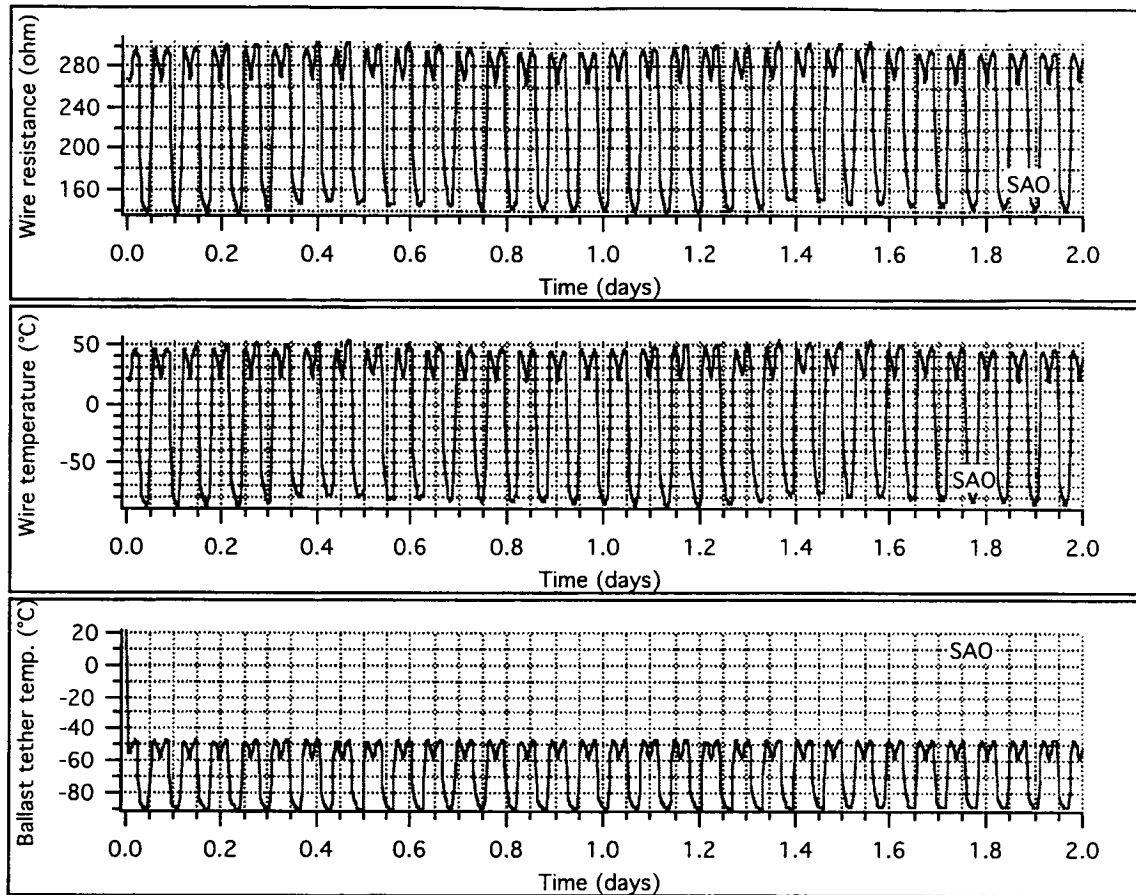 Wire resistance (ohm)
280
240
200
160
SAO
0.0 0.2 0.4 0.6 0.8 1.0 1.2 1.4 1.6 1.8 2.0
Time (days)
Wire temperature (°C)
50
0
-50
SAO
0.0 0.2 0.4 0.6 0.8 1.0 1.2 1.4 1.6 1.8 2.0
Time (days)
Ballast tether temp. (°C)
20
0
-20
-40
-60
-80
SAO
0.0 0.2 0.4 0.6 0.8 1.0 1.2 1.4 1.6 1.8 2.0
Time (days)